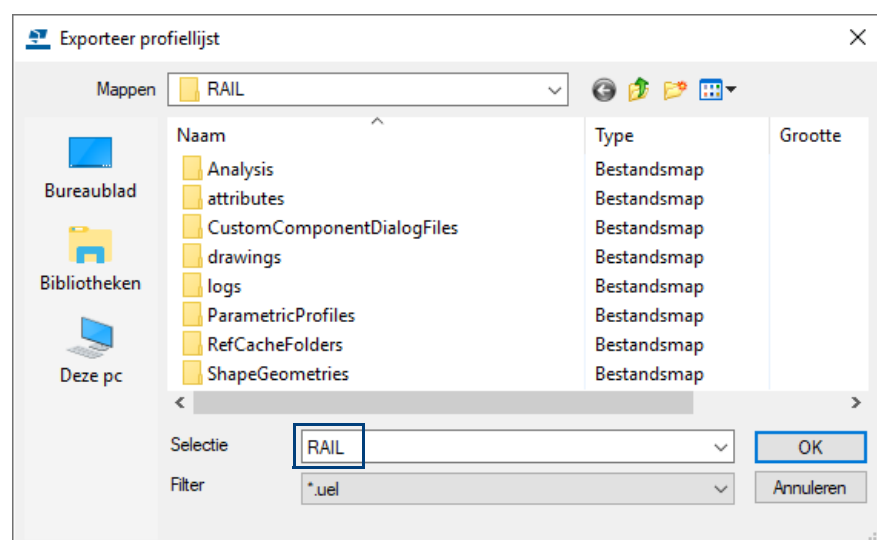 Exporteer profiellijst
Mappen RAIL
Naam Type Grootte
Analysis Bestandsmap
attributes Bestandsmap
CustomComponentDialogFiles Bestandsmap
drawings Bestandsmap
logs Bestandsmap
ParametricProfiles Bestandsmap
RefCacheFolders Bestandsmap
ShapeGeometries Bestandsmap
Bureaublad
Bibliotheken
Deze pc
Selectie RAIL OK
Filter *.uel Annuleren